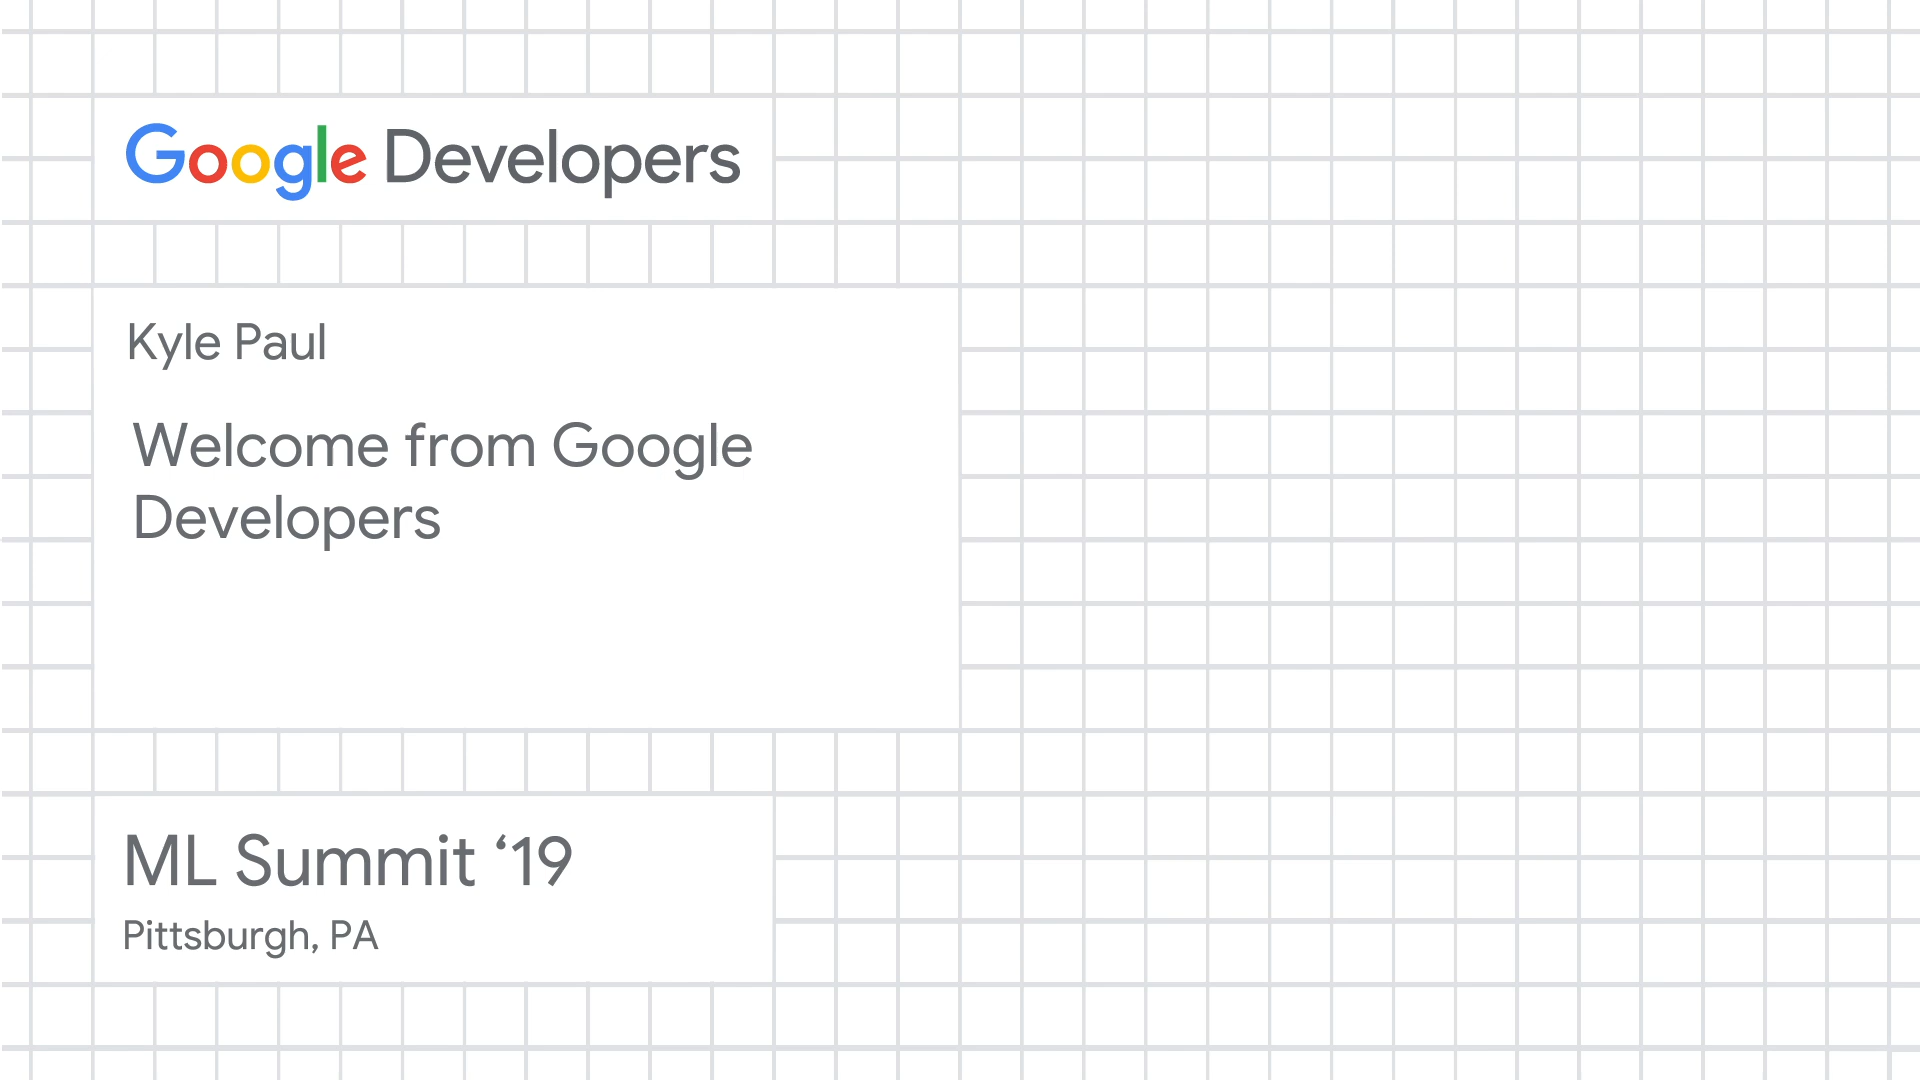 Google Developers
Kyle Paul
Welcome from Google
Developers
ML Summit ‘19
Pittsburgh, PA